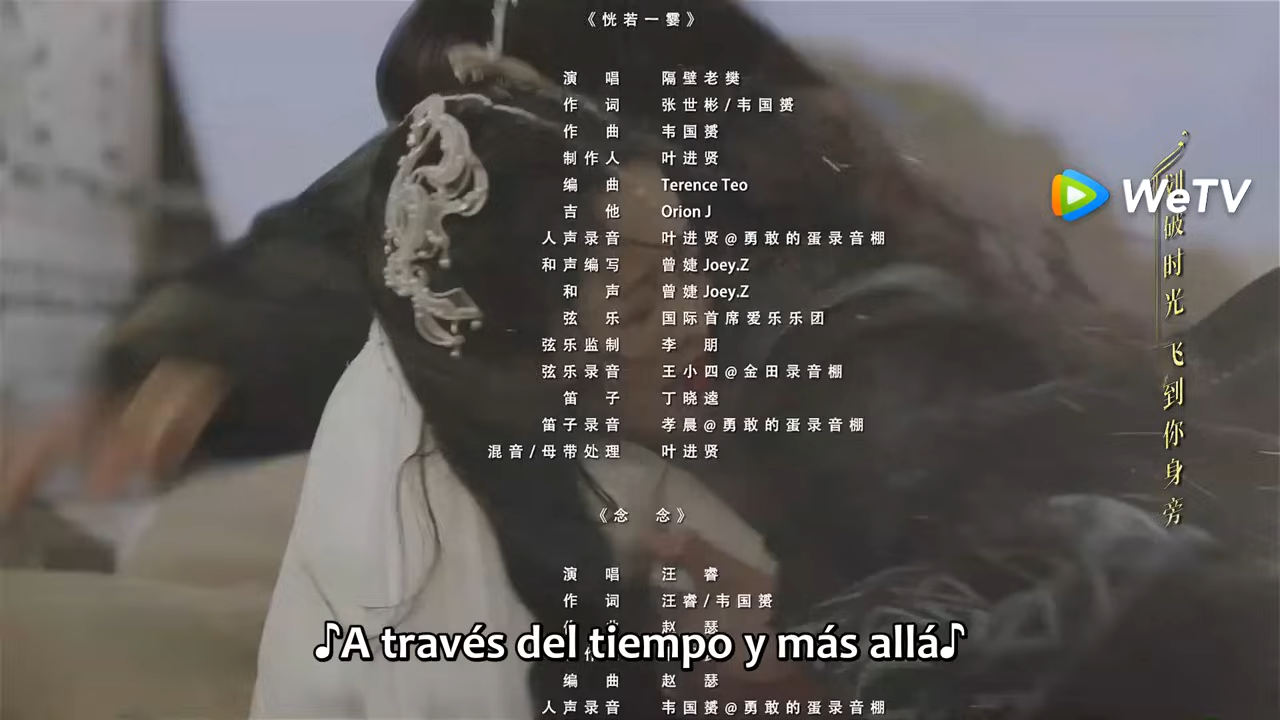 《恍若一霎》
演 唱 隔壁老樊
作 词 张世彬/韦国赟
作 曲 韦国赟
制作人 叶进贤
编 曲 Terence Teo
吉 他 Orion J
人声录音 叶进贤@勇敢的蛋录音棚
和声编写 曾婕 Joey.Z
和 声 曾婕 Joey.Z
弦 乐 国际首席爱乐乐团
弦乐监制 李 朋
弦乐录音 王小四@金田录音棚
笛 子 丁晓逵
笛子录音 孝晨@勇敢的蛋录音棚
混音/母带处理 叶进贤
《念 念》
演 唱 汪 睿
作 词 汪睿/韦国赟
赵 瑟
♪A través del tiempo y más allá♪
编 曲 赵 瑟
人声录音 韦国赟@勇敢的蛋录音棚
WeTV
破时光 飞到你身旁